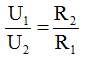 U₁/U₂ = R₂/R₁